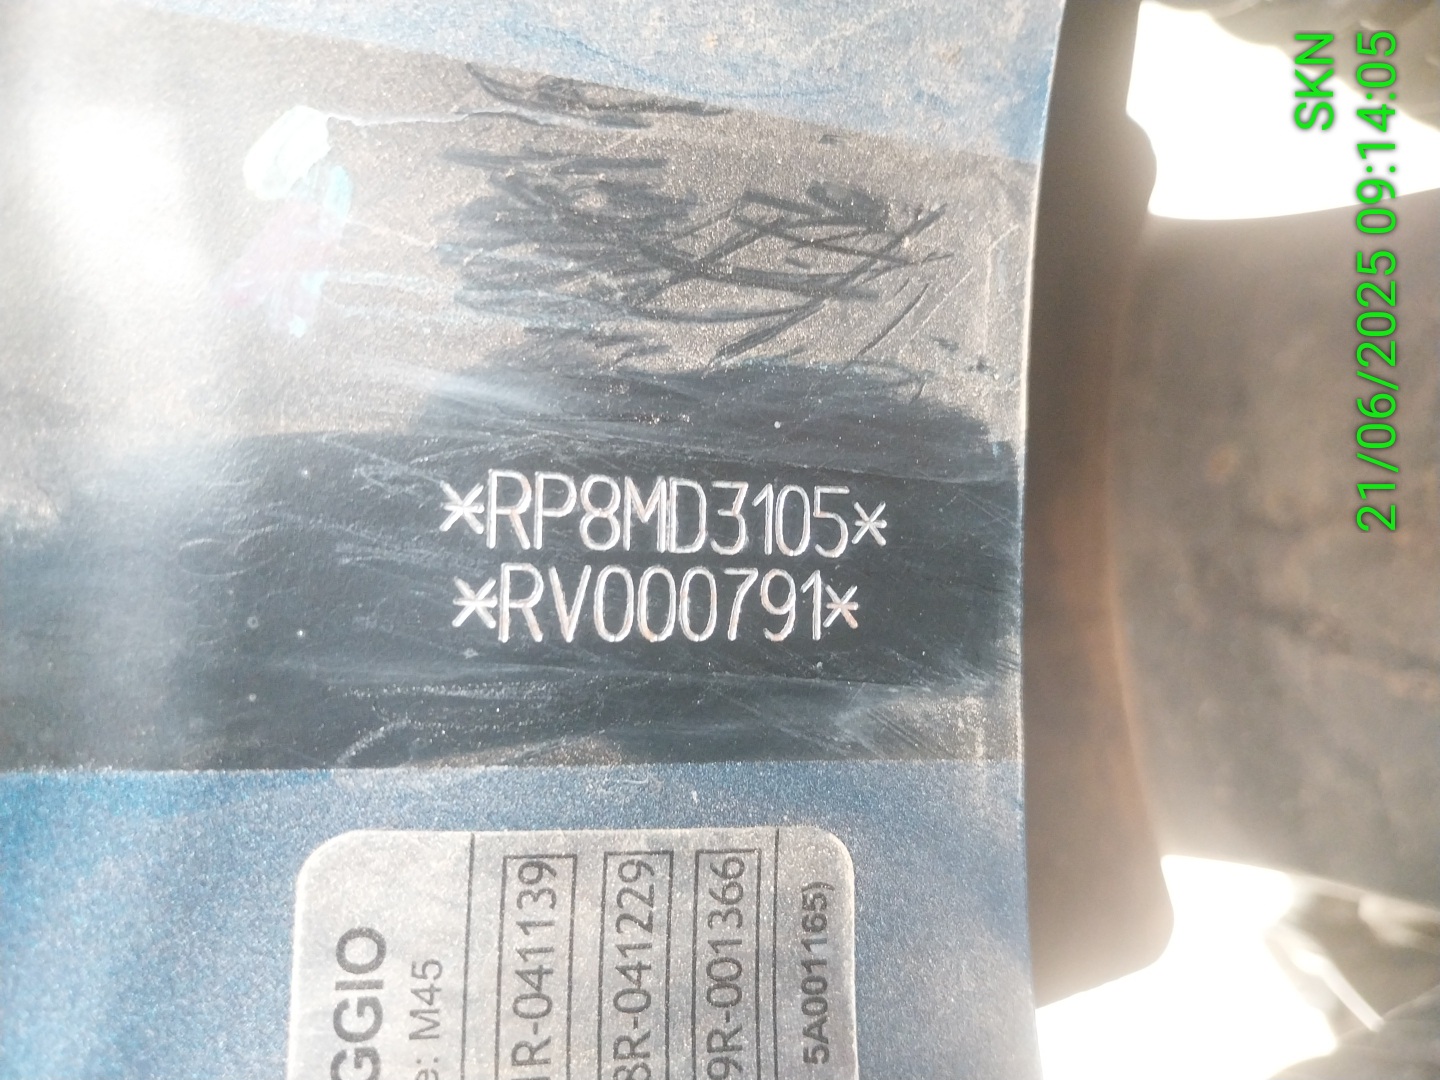 *RP8MD3105*
*RV000791*
GGIO
e: M45
1R-041139
8R-041229
9R-001366
5A001165)
SKN
21/06/2025 09:14:05